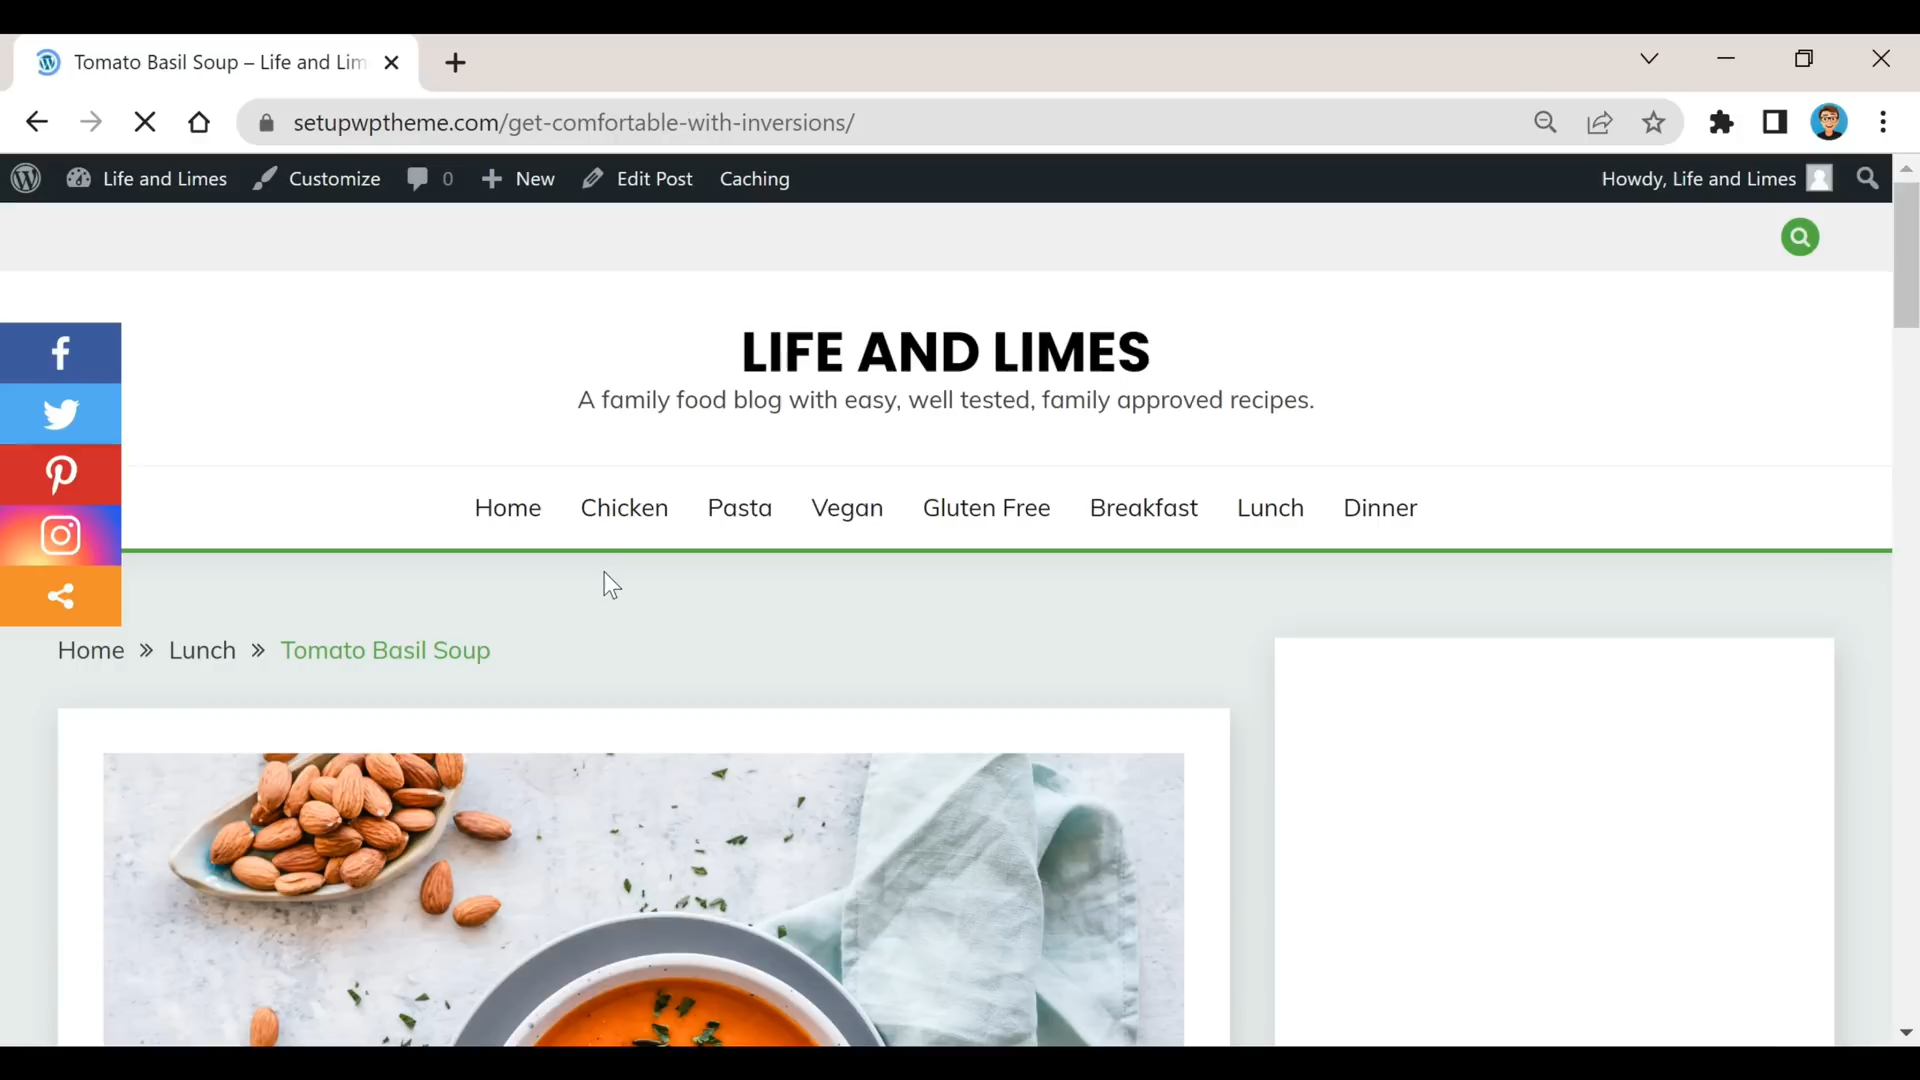 Tomato Basil Soup – Life and Lim
setupwptheme.com/get-comfortable-with-inversions/
Life and Limes Customize 0 New Edit Post Caching Howdy, Life and Limes
LIFE AND LIMES
A family food blog with easy, well tested, family approved recipes.
Home Chicken Pasta Vegan Gluten Free Breakfast Lunch Dinner
Home » Lunch » Tomato Basil Soup